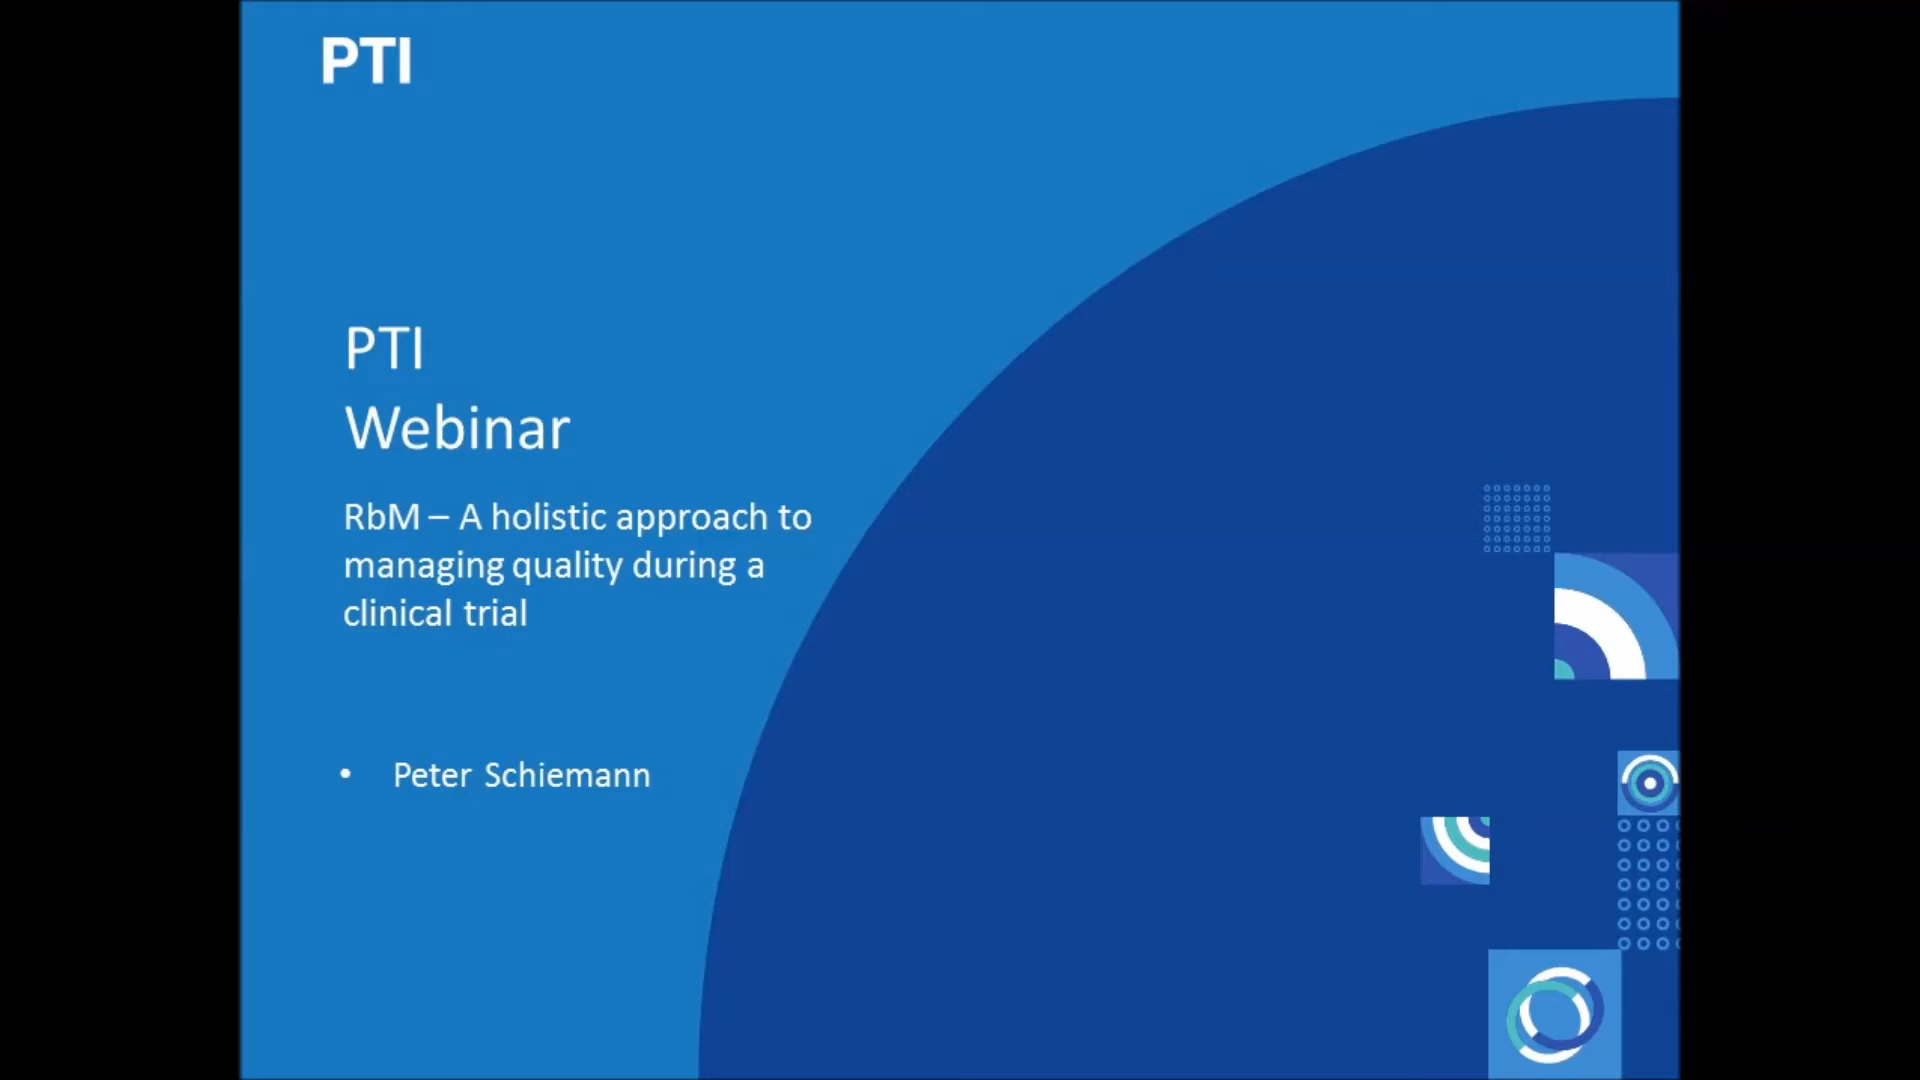 PTI
PTI
Webinar
RbM – A holistic approach to
managing quality during a
clinical trial
• Peter Schiemann